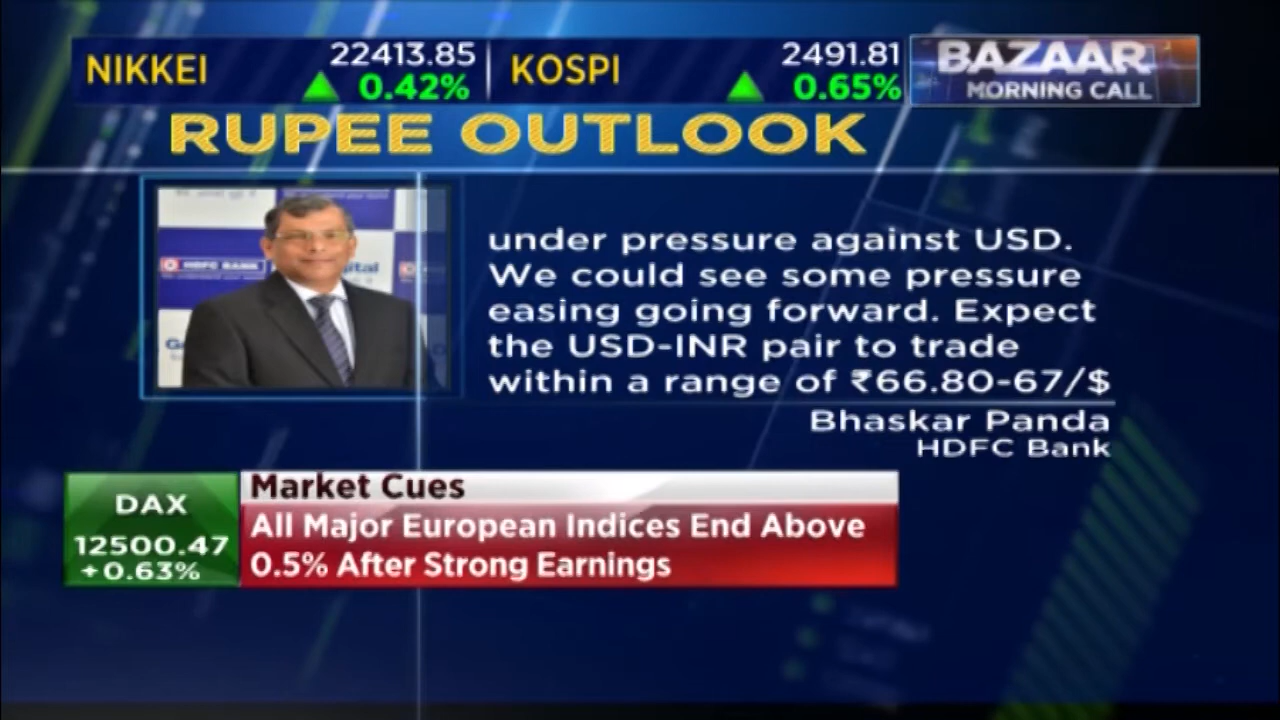 NIKKEI
22413.85
0.42%
KOSPI
2491.81
0.65%
BAZAAR
MORNING CALL
RUPEE OUTLOOK
HDFC BANK
under pressure against USD.
We could see some pressure
easing going forward. Expect
the USD-INR pair to trade
within a range of ₹66.80-67/$
Bhaskar Panda
HDFC Bank
DAX
12500.47
+0.63%
Market Cues
All Major European Indices End Above
0.5% After Strong Earnings